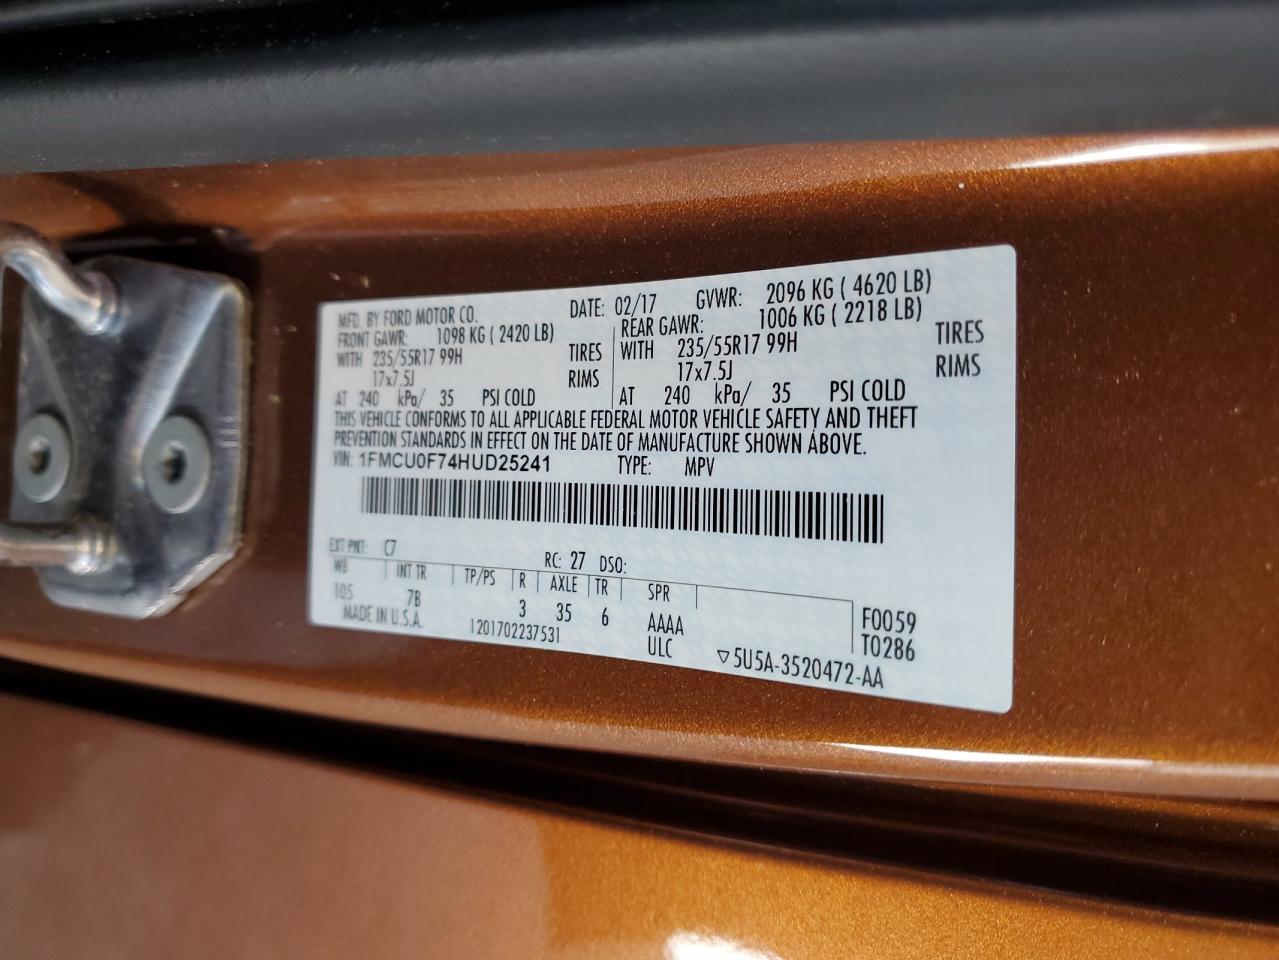 MFD. BY FORD MOTOR CO. DATE: 02/17 GVWR: 2096 KG ( 4620 LB)
FRONT GAWR: 1098 KG ( 2420 LB) REAR GAWR: 1006 KG ( 2218 LB)
WITH 235/55R17 99H TIRES WITH 235/55R17 99H TIRES
17x7.5J RIMS 17x7.5J RIMS
AT 240 kPa/ 35 PSI COLD AT 240 kPa/ 35 PSI COLD
THIS VEHICLE CONFORMS TO ALL APPLICABLE FEDERAL MOTOR VEHICLE SAFETY AND THEFT
PREVENTION STANDARDS IN EFFECT ON THE DATE OF MANUFACTURE SHOWN ABOVE.
VIN: 1FMCU0F74HUD25241 TYPE: MPV
EXT PNT: C7 RC: 27 DSO:
WB INT TR TP/PS R AXLE TR SPR
105 7B 3 35 6 AAAA F0059
MADE IN U.S.A. 1201702237531 ULC T0286
▽5U5A-3520472-AA